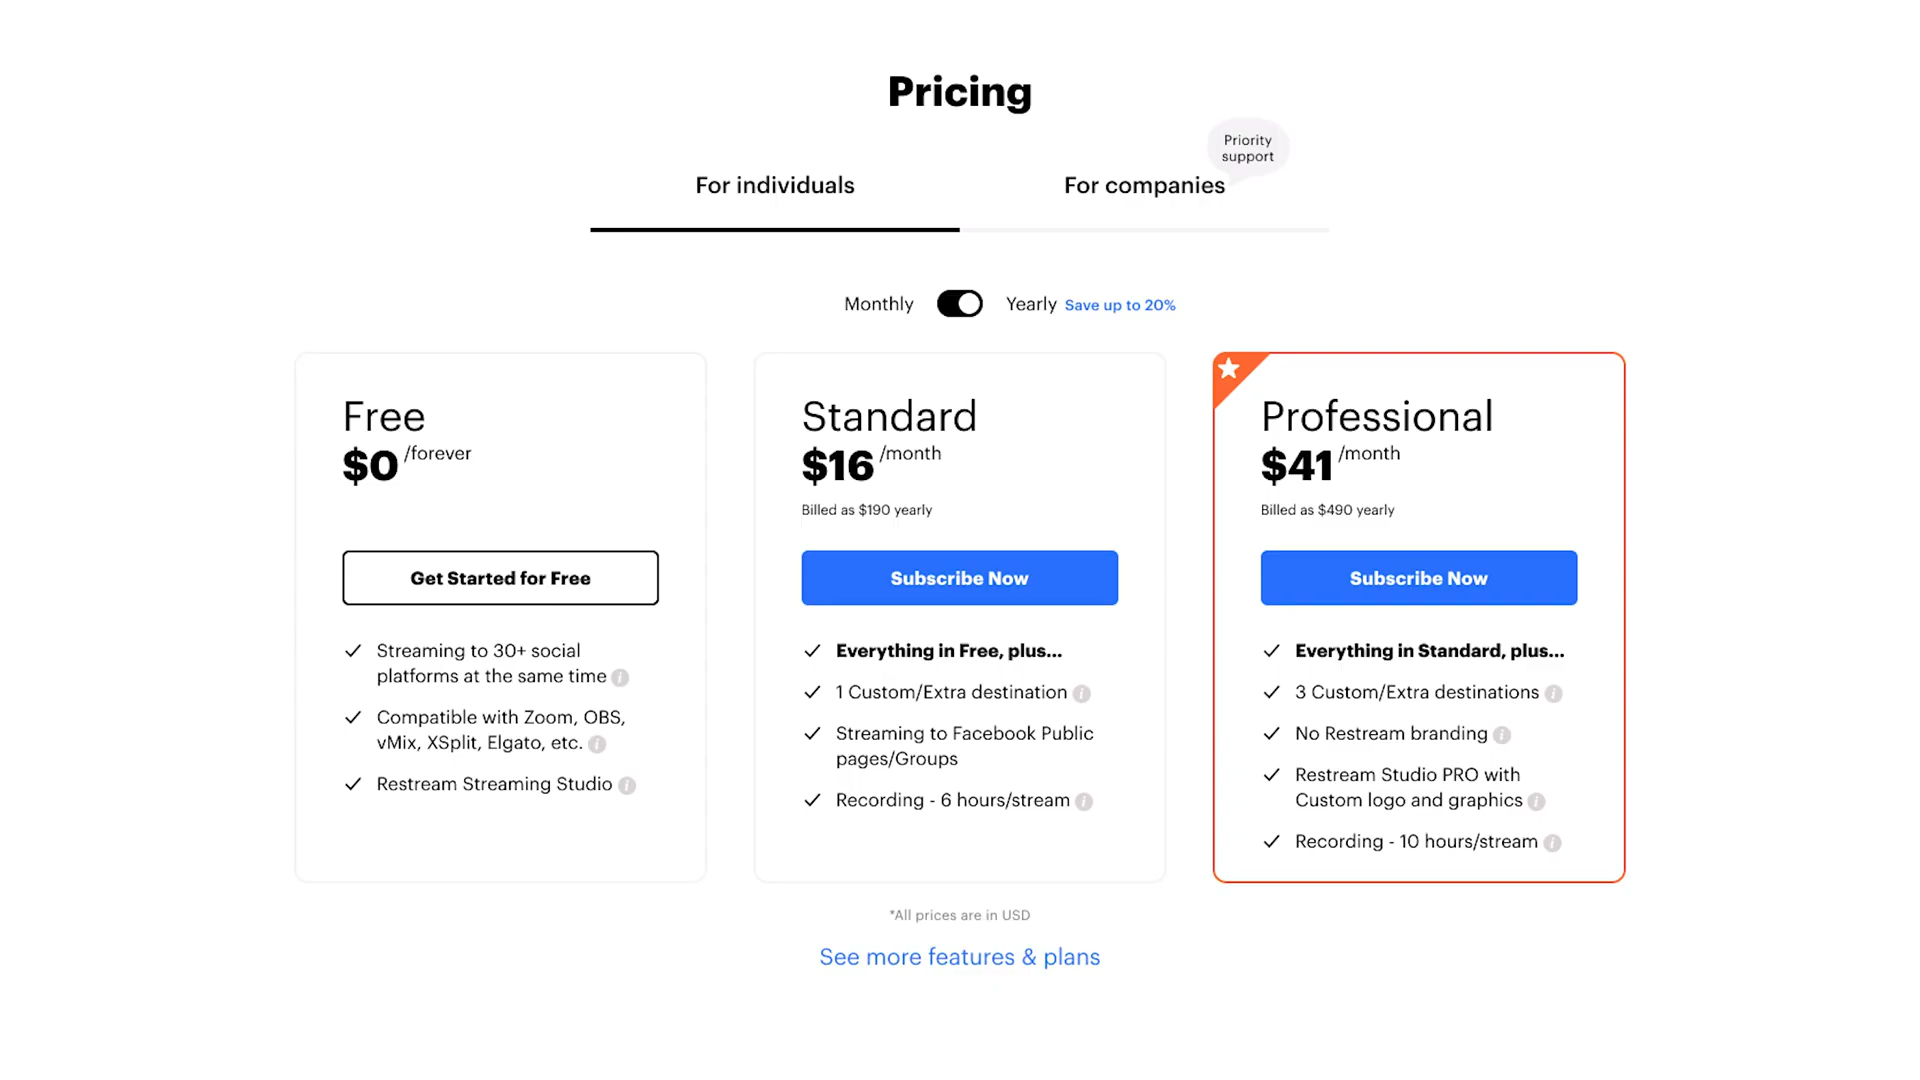 Pricing
Priority
support
For individuals
For companies
Monthly
Yearly Save up to 20%
Free
$0 /forever
Get Started for Free
Streaming to 30+ social
platforms at the same time
Compatible with Zoom, OBS,
vMix, XSplit, Elgato, etc.
Restream Streaming Studio
Standard
$16 /month
Billed as $190 yearly
Subscribe Now
Everything in Free, plus...
1 Custom/Extra destination
Streaming to Facebook Public
pages/Groups
Recording - 6 hours/stream
Professional
$41 /month
Billed as $490 yearly
Subscribe Now
Everything in Standard, plus...
3 Custom/Extra destinations
No Restream branding
Restream Studio PRO with
Custom logo and graphics
Recording - 10 hours/stream
*All prices are in USD
See more features & plans